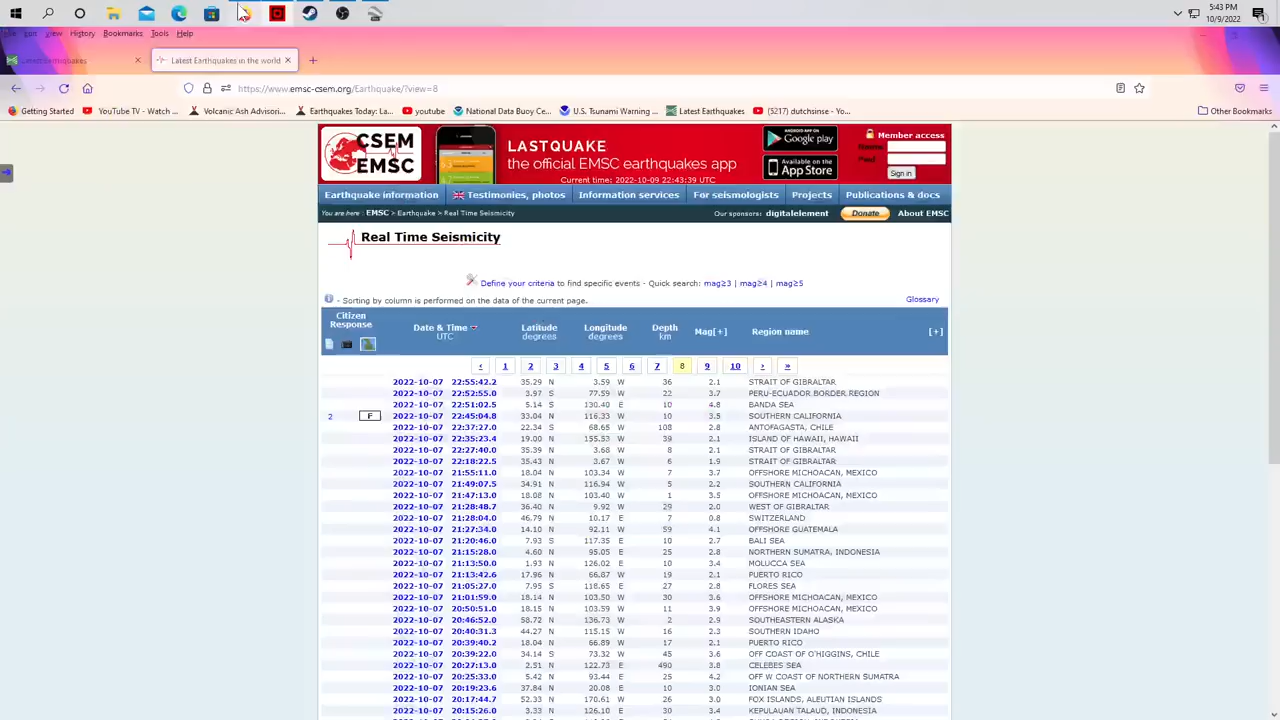 5:43 PM
10/9/2022
Edit View History Bookmarks Tools Help
Latest Earthquakes
Latest Earthquakes in the world
https://www.emsc-csem.org/Earthquake/?view=8
Getting Started YouTube TV - Watch ... Volcanic Ash Advisori... Earthquakes Today: La... youtube National Data Buoy Ce... U.S. Tsunami Warning ... Latest Earthquakes (5217) dutchsinse - Yo... Other Bookmarks
CSEM
EMSC
LASTQUAKE
the official EMSC earthquakes app
Current time: 2022-10-09 22:43:39 UTC
ANDROID APP ON
Google play
Available on the
App Store
Member access
Name
Pwd
Sign in
Earthquake information Testimonies, photos Information services For seismologists Projects Publications & docs
You are here : EMSC > Earthquake > Real Time Seismicity
Our sponsors: digitalelement Donate About EMSC
Real Time Seismicity
Define your criteria to find specific events - Quick search: mag≥3 | mag≥4 | mag≥5
- Sorting by column is performed on the data of the current page.
Glossary
Citizen Response Date & Time UTC Latitude degrees Longitude degrees Depth km Mag[+] Region name [+]
‹ 1 2 3 4 5 6 7 8 9 10 › »
2022-10-07 22:55:42.2 35.29 N 3.59 W 36 2.1 STRAIT OF GIBRALTAR
2022-10-07 22:52:55.0 3.97 S 77.59 W 22 3.7 PERU-ECUADOR BORDER REGION
2022-10-07 22:51:02.5 5.14 S 130.40 E 10 4.8 BANDA SEA
2 F 2022-10-07 22:45:04.8 33.04 N 116.33 W 10 3.5 SOUTHERN CALIFORNIA
2022-10-07 22:37:27.0 22.34 S 68.65 W 108 2.8 ANTOFAGASTA, CHILE
2022-10-07 22:35:23.4 19.00 N 155.53 W 39 2.1 ISLAND OF HAWAII, HAWAII
2022-10-07 22:27:40.0 35.39 N 3.68 W 8 2.1 STRAIT OF GIBRALTAR
2022-10-07 22:18:22.5 35.43 N 3.67 W 6 1.9 STRAIT OF GIBRALTAR
2022-10-07 21:55:11.0 18.04 N 103.34 W 7 3.7 OFFSHORE MICHOACAN, MEXICO
2022-10-07 21:49:07.5 34.91 N 116.94 W 5 2.2 SOUTHERN CALIFORNIA
2022-10-07 21:47:13.0 18.08 N 103.40 W 1 3.5 OFFSHORE MICHOACAN, MEXICO
2022-10-07 21:28:48.7 36.40 N 9.92 W 29 2.0 WEST OF GIBRALTAR
2022-10-07 21:28:04.0 46.79 N 10.17 E 7 0.8 SWITZERLAND
2022-10-07 21:27:34.0 14.10 N 92.11 W 59 4.1 OFFSHORE GUATEMALA
2022-10-07 21:20:46.0 7.93 S 117.35 E 10 2.7 BALI SEA
2022-10-07 21:15:28.0 4.60 N 95.05 E 25 2.8 NORTHERN SUMATRA, INDONESIA
2022-10-07 21:13:50.0 1.93 N 126.02 E 10 3.4 MOLUCCA SEA
2022-10-07 21:13:42.6 17.96 N 66.87 W 19 2.1 PUERTO RICO
2022-10-07 21:05:27.0 7.95 S 118.65 E 27 2.8 FLORES SEA
2022-10-07 21:01:59.0 18.14 N 103.50 W 30 3.6 OFFSHORE MICHOACAN, MEXICO
2022-10-07 20:50:51.0 18.15 N 103.59 W 11 3.9 OFFSHORE MICHOACAN, MEXICO
2022-10-07 20:46:52.0 58.72 N 136.73 W 2 2.9 SOUTHEASTERN ALASKA
2022-10-07 20:40:31.3 44.27 N 115.15 W 16 2.3 SOUTHERN IDAHO
2022-10-07 20:39:40.2 18.04 N 66.89 W 17 2.1 PUERTO RICO
2022-10-07 20:39:22.0 34.14 S 73.32 W 45 3.6 OFF COAST OF O'HIGGINS, CHILE
2022-10-07 20:27:13.0 2.51 N 122.73 E 490 3.8 CELEBES SEA
2022-10-07 20:25:33.0 5.42 N 93.44 E 25 4.2 OFF W COAST OF NORTHERN SUMATRA
2022-10-07 20:19:23.6 37.84 N 20.08 E 10 3.0 IONIAN SEA
2022-10-07 20:17:44.7 52.33 N 170.61 W 26 3.0 FOX ISLANDS, ALEUTIAN ISLANDS
2022-10-07 20:15:26.0 3.33 N 126.10 E 30 3.4 KEPULAUAN TALAUD, INDONESIA